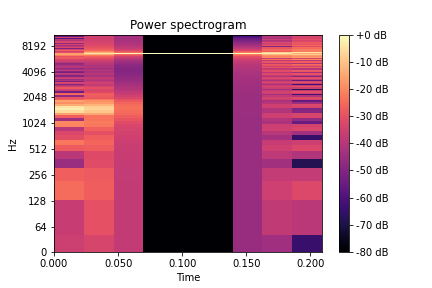 Power spectrogram
8192
4096
2048
1024
512
256
128
64
0
Hz
0.000
0.050
0.100
0.150
0.200
Time
+0 dB
-10 dB
-20 dB
-30 dB
-40 dB
-50 dB
-60 dB
-70 dB
-80 dB